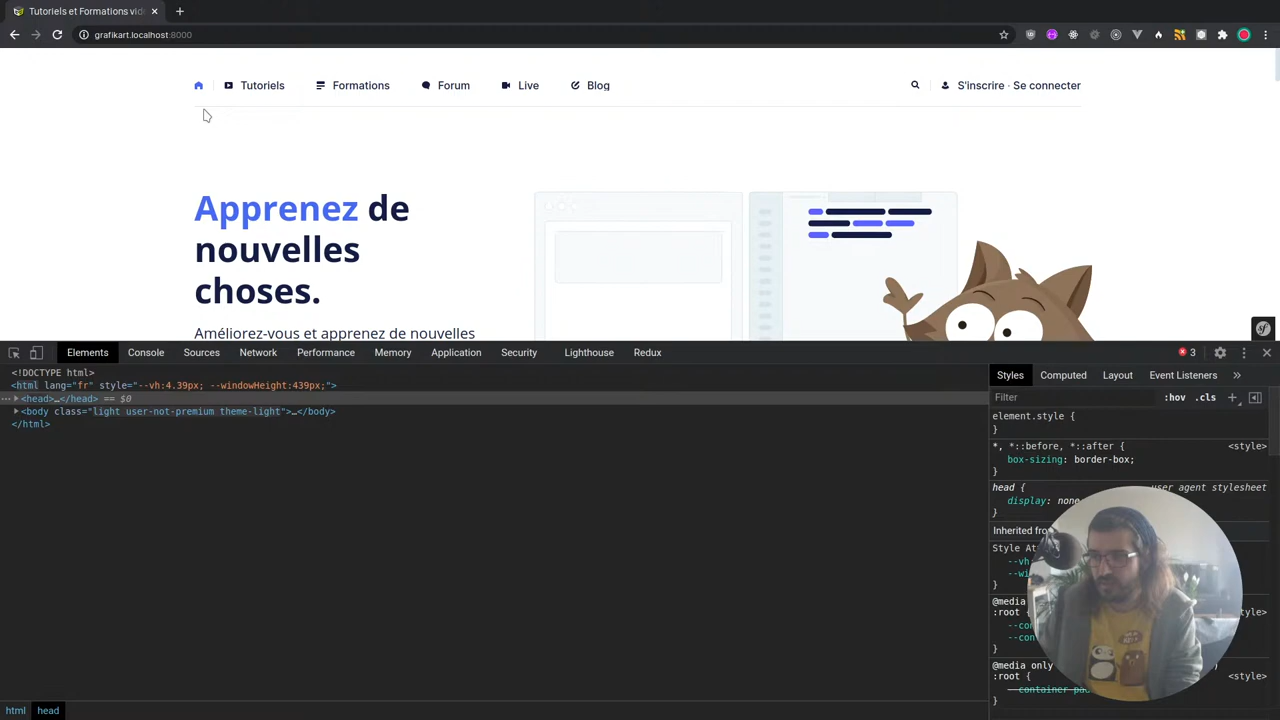 Tutoriels et Formations vid
grafikart.localhost:8000
Tutoriels Formations Forum Live Blog S'inscrire · Se connecter
Apprenez de
nouvelles
choses.
Améliorez-vous et apprenez de nouvelles
Elements Console Sources Network Performance Memory Application Security Lighthouse Redux 3
<!DOCTYPE html>
<html lang="fr" style="--vh:4.39px; --windowHeight:439px;">
<head>…</head> == $0
<body class="light user-not-premium theme-light">…</body>
</html>
Styles Computed Layout Event Listeners »
Filter :hov .cls +
element.style {
}
*, *::before, *::after { <style>
box-sizing: border-box;
}
head { user agent stylesheet
display: none
}
Inherited from
Style
--vh:
}
@media <style>
:root {
}
@media only
:root { <style>
}
html head